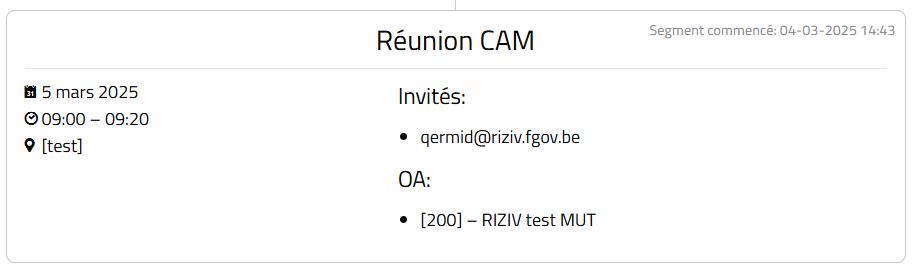 Réunion CAM
Segment commencé: 04-03-2025 14:43
5 mars 2025
09:00 – 09:20
[test]
Invités:
qermid@riziv.fgov.be
OA:
[200] – RIZIV test MUT